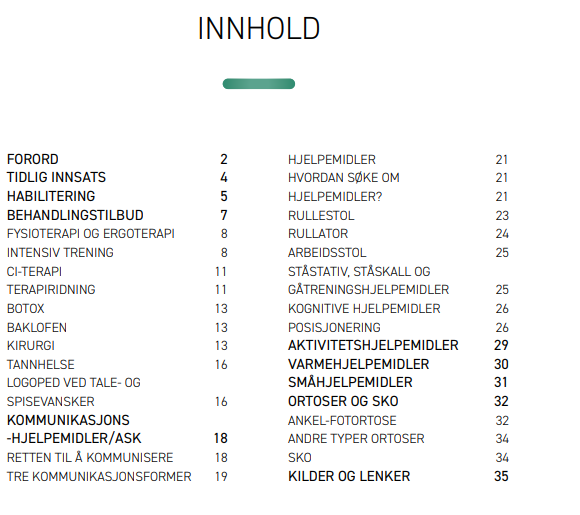 INNHOLD
FORORD 2
TIDLIG INNSATS 4
HABILITERING 5
BEHANDLINGSTILBUD 7
FYSIOTERAPI OG ERGOTERAPI 8
INTENSIV TRENING 8
CI-TERAPI 11
TERAPIRIDNING 11
BOTOX 13
BAKLOFEN 13
KIRURGI 13
TANNHELSE 16
LOGOPED VED TALE- OG
SPISEVANSKER 16
KOMMUNIKASJONS
-HJELPEMIDLER/ASK 18
RETTEN TIL Å KOMMUNISERE 18
TRE KOMMUNIKASJONSFORMER 19
HJELPEMIDLER 21
HVORDAN SØKE OM 21
HJELPEMIDLER? 21
RULLESTOL 23
RULLATOR 24
ARBEIDSSTOL 25
STÅSTATIV, STÅSKALL OG
GÅTRENINGSHJELPEMIDLER 25
KOGNITIVE HJELPEMIDLER 26
POSISJONERING 26
AKTIVITETSHJELPEMIDLER 29
VARMEHJELPEMIDLER 30
SMÅHJELPEMIDLER 31
ORTOSER OG SKO 32
ANKEL-FOTORTOSE 32
ANDRE TYPER ORTOSER 34
SKO 34
KILDER OG LENKER 35